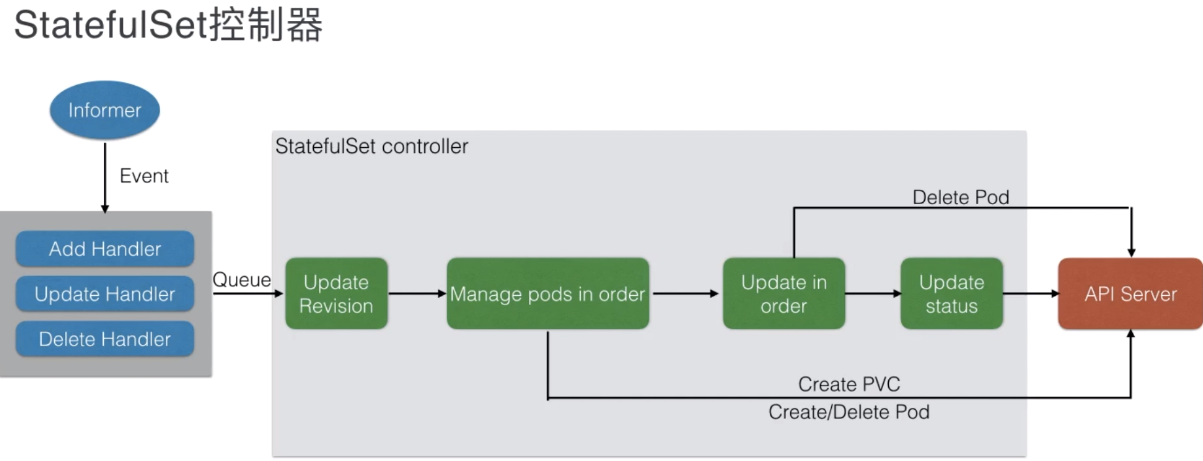 StatefulSet控制器
Informer
Event
StatefulSet controller
Delete Pod
Add Handler
Update Handler
Delete Handler
Queue
Update
Revision
Manage pods in order
Update in
order
Update
status
API Server
Create PVC
Create/Delete Pod